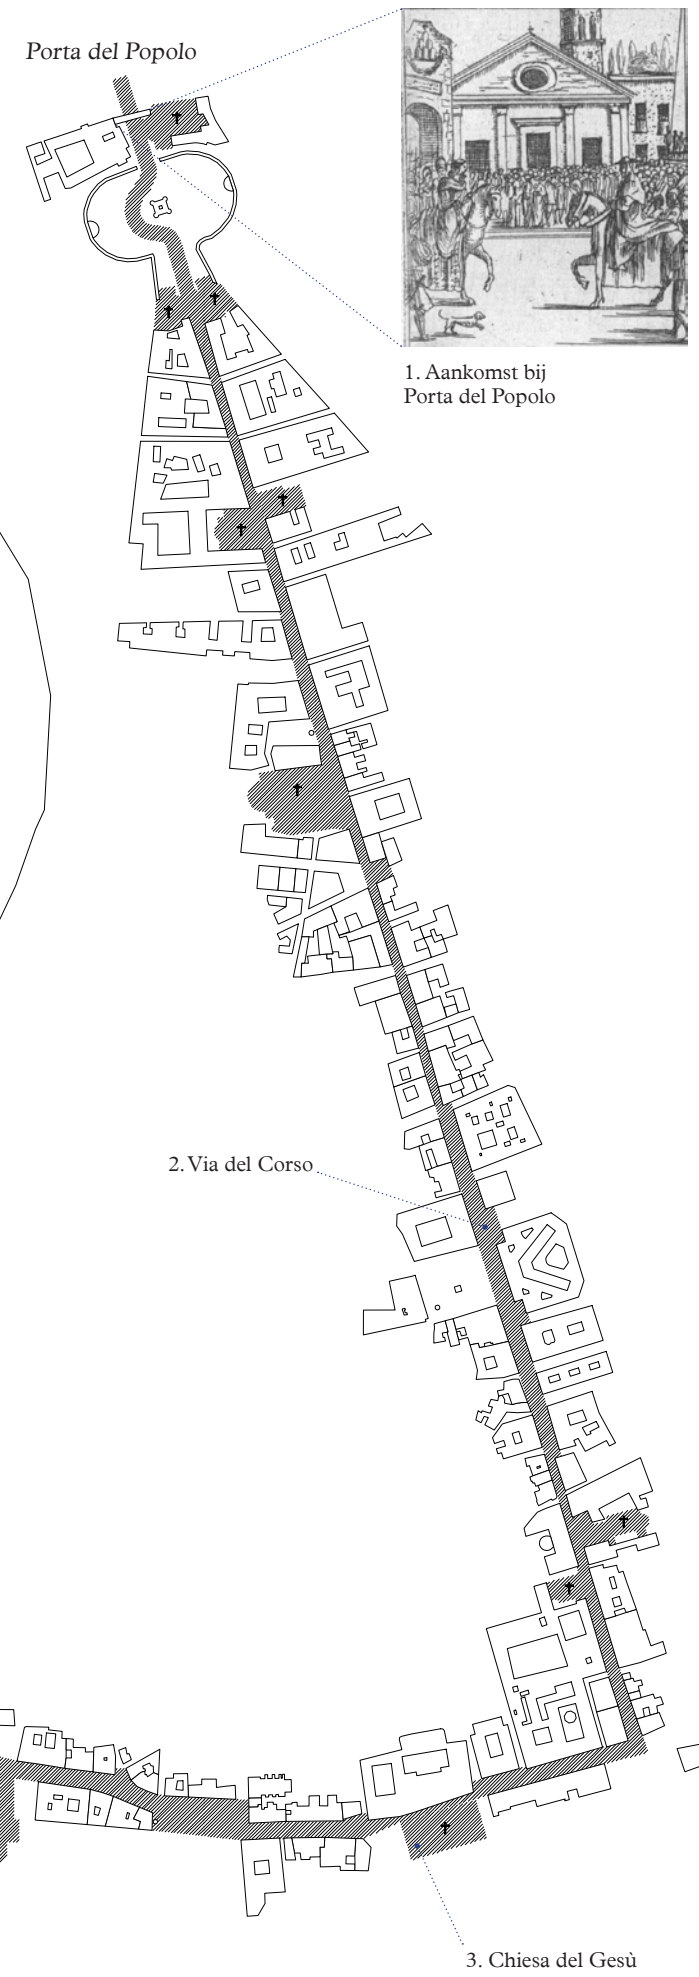 Porta del Popolo
1. Aankomst bij
Porta del Popolo
2. Via del Corso
3. Chiesa del Gesù